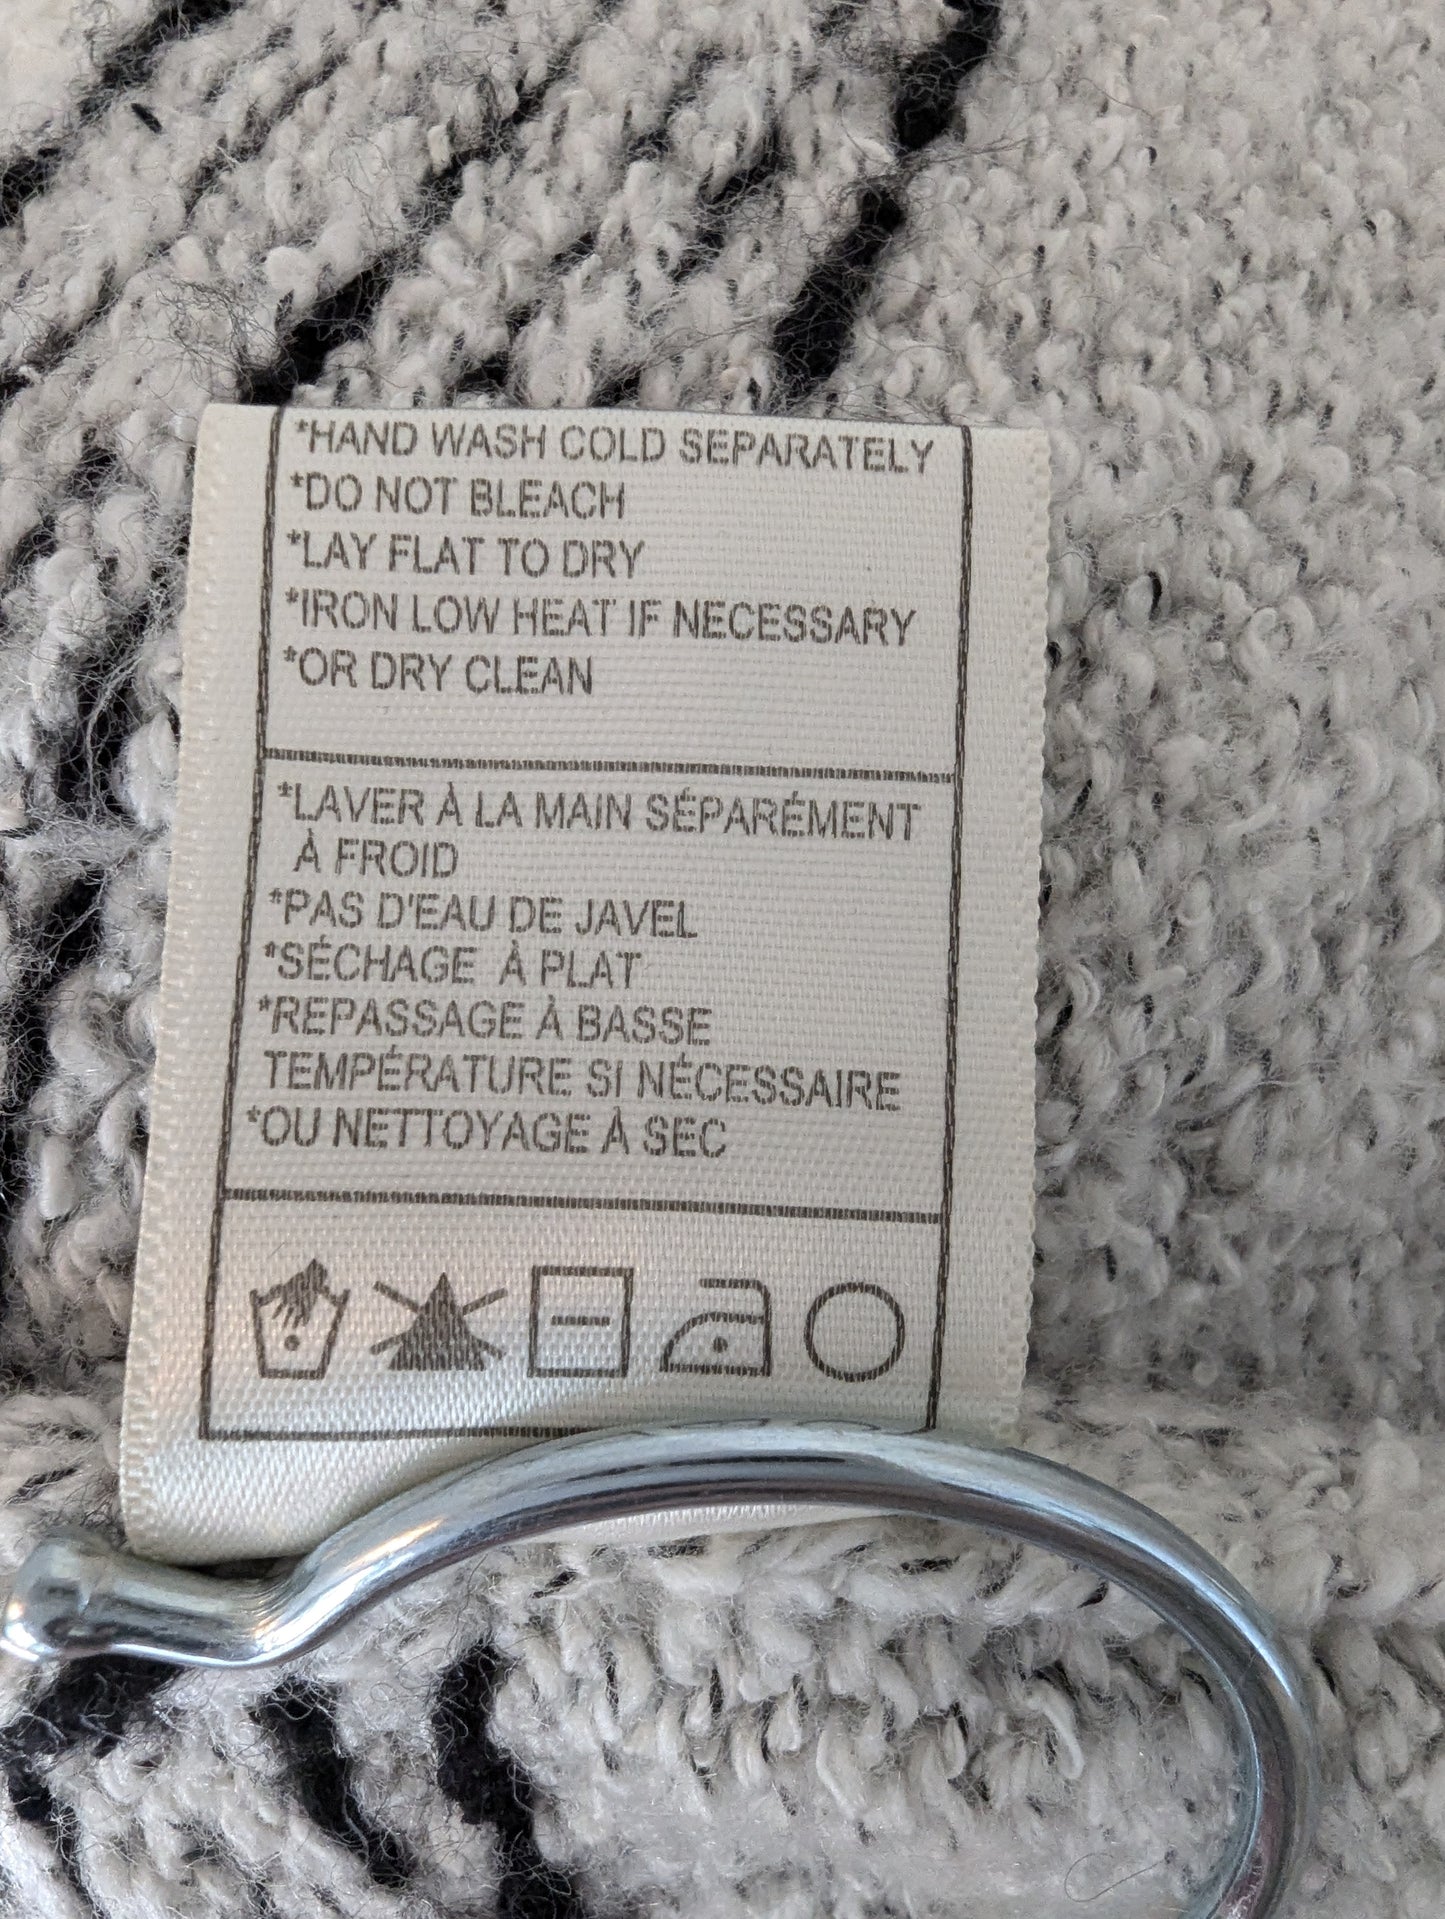 *HAND WASH COLD SEPARATELY
*DO NOT BLEACH
*LAY FLAT TO DRY
*IRON LOW HEAT IF NECESSARY
*OR DRY CLEAN
*LAVER À LA MAIN SÉPARÉMENT
À FROID
*PAS D'EAU DE JAVEL
*SÉCHAGE À PLAT
*REPASSAGE À BASSE
TEMPÉRATURE SI NÉCESSAIRE
*OU NETTOYAGE À SEC